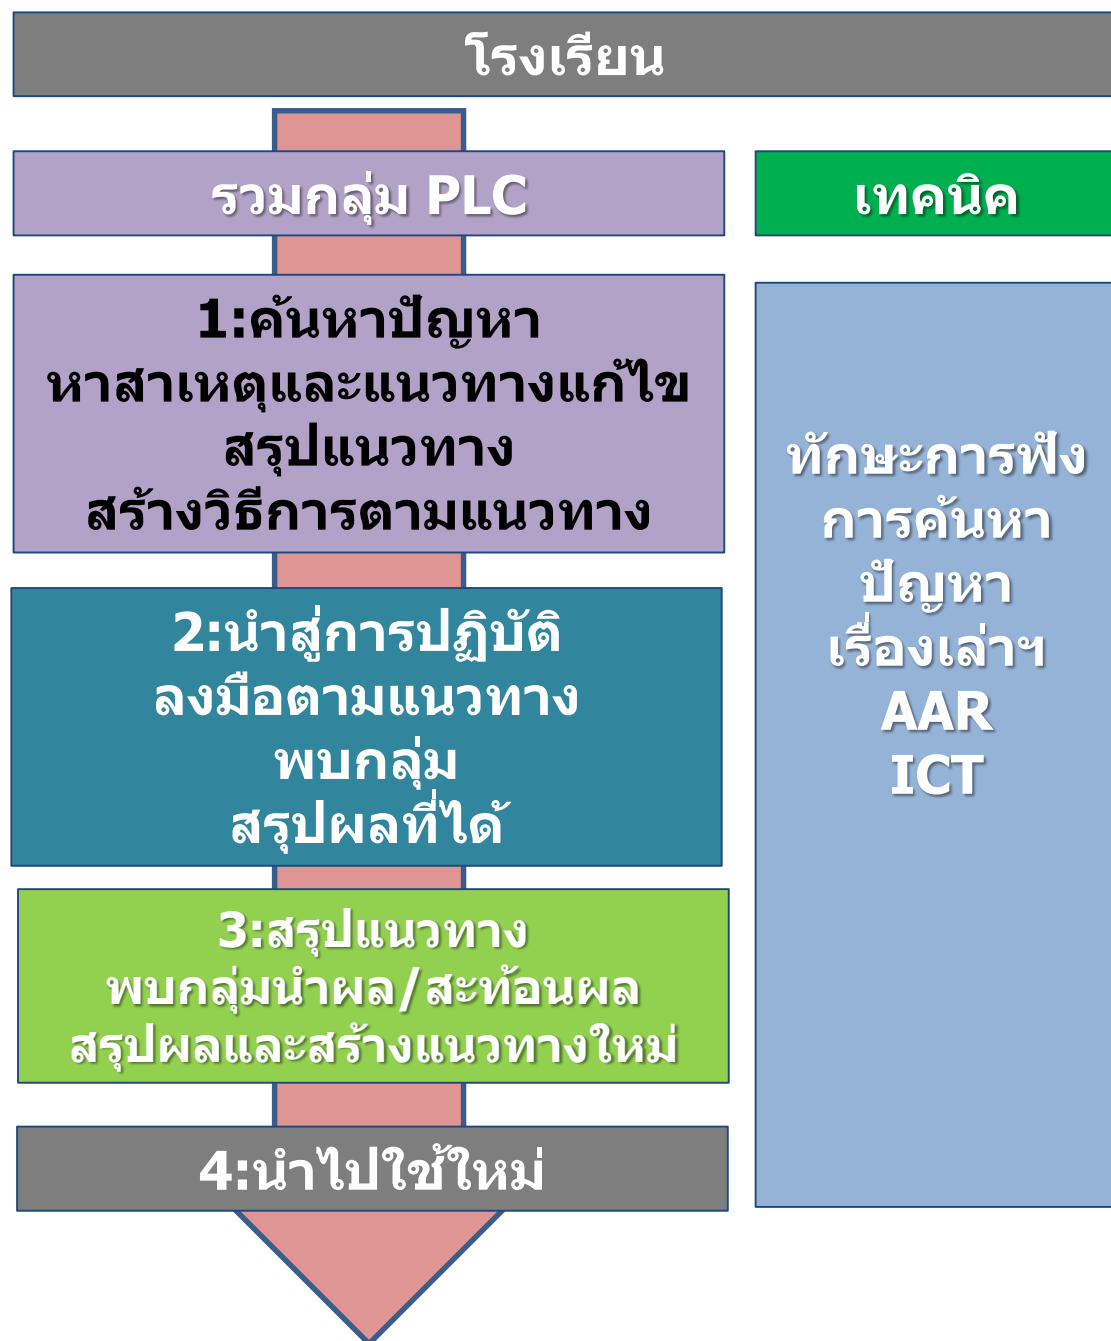 โรงเรียน
รวมกลุ่ม PLC
1:ค้นหาปัญหา
หาสาเหตุและแนวทางแก้ไข
สรุปแนวทาง
สร้างวิธีการตามแนวทาง
2:นำสู่การปฏิบัติ
ลงมือตามแนวทาง
พบกลุ่ม
สรุปผลที่ได้
3:สรุปแนวทาง
พบกลุ่มนำผล/สะท้อนผล
สรุปผลและสร้างแนวทางใหม่
4:นำไปใช้ใหม่
เทคนิค
ทักษะการฟัง
การค้นหา
ปัญหา
เรื่องเล่าฯ
AAR
ICT